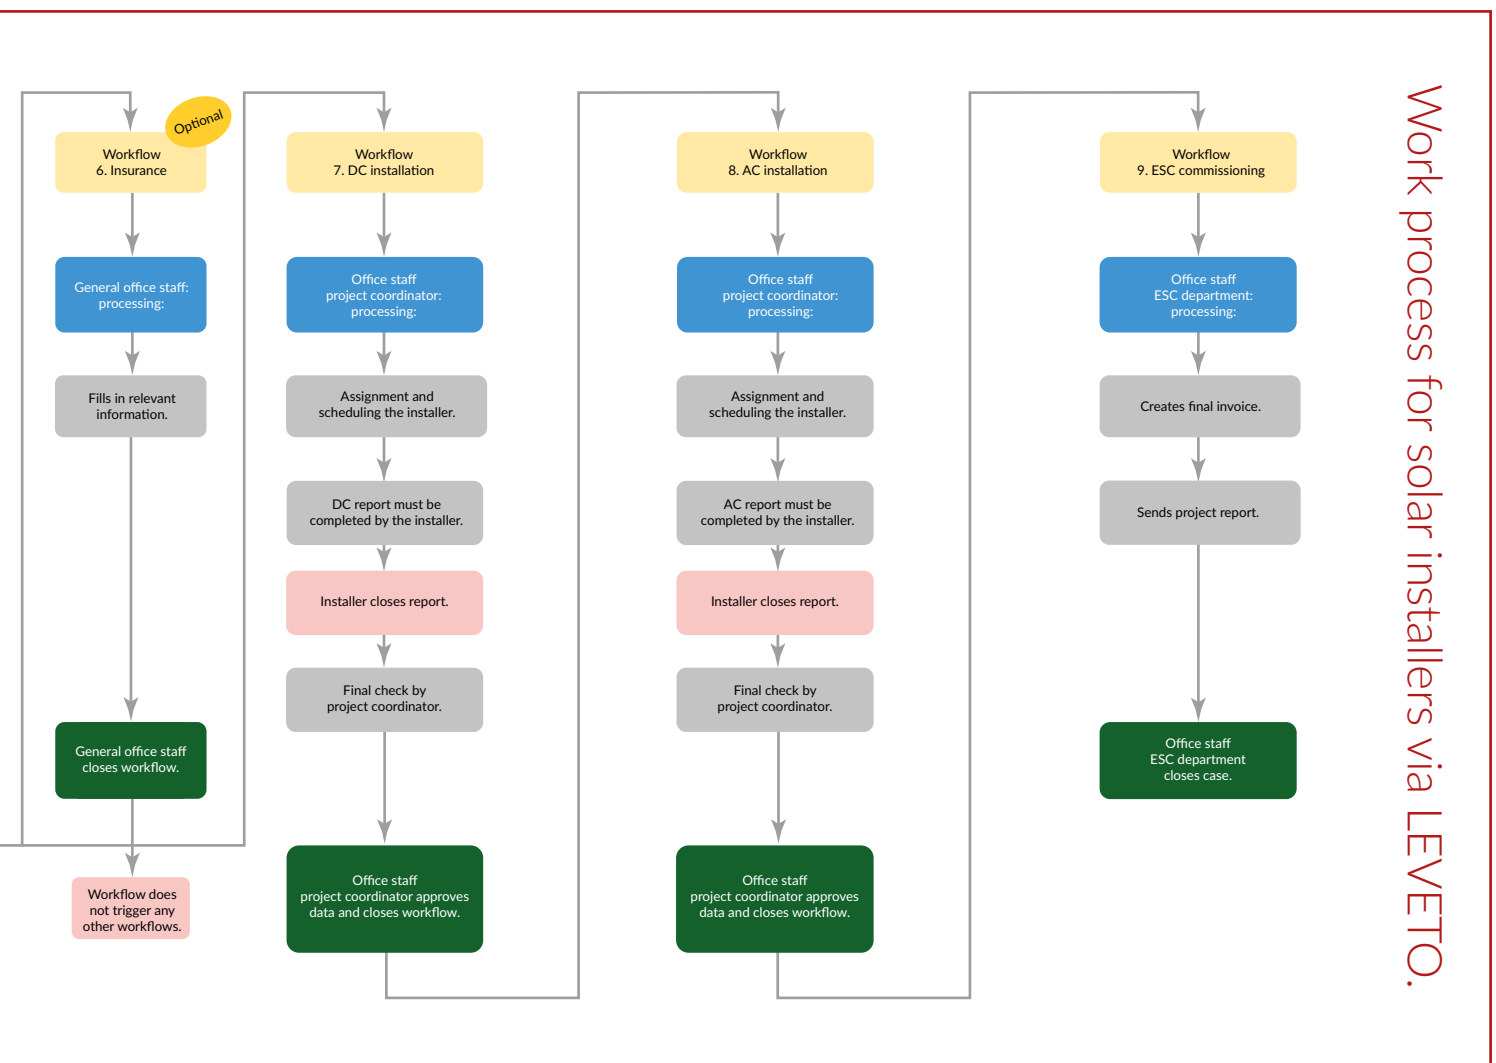 Optional
Workflow
6. Insurance
General office staff:
processing:
Fills in relevant
information.
General office staff
closes workflow.
Workflow does
not trigger any
other workflows.
Workflow
7. DC installation
Office staff
project coordinator:
processing:
Assignment and
scheduling the installer.
DC report must be
completed by the installer.
Installer closes report.
Final check by
project coordinator.
Office staff
project coordinator approves
data and closes workflow.
Workflow
8. AC installation
Office staff
project coordinator:
processing:
Assignment and
scheduling the installer.
AC report must be
completed by the installer.
Installer closes report.
Final check by
project coordinator.
Office staff
project coordinator approves
data and closes workflow.
Workflow
9. ESC commissioning
Office staff
ESC department:
processing:
Creates final invoice.
Sends project report.
Office staff
ESC department
closes case.
Work process for solar installers via LEVETO.